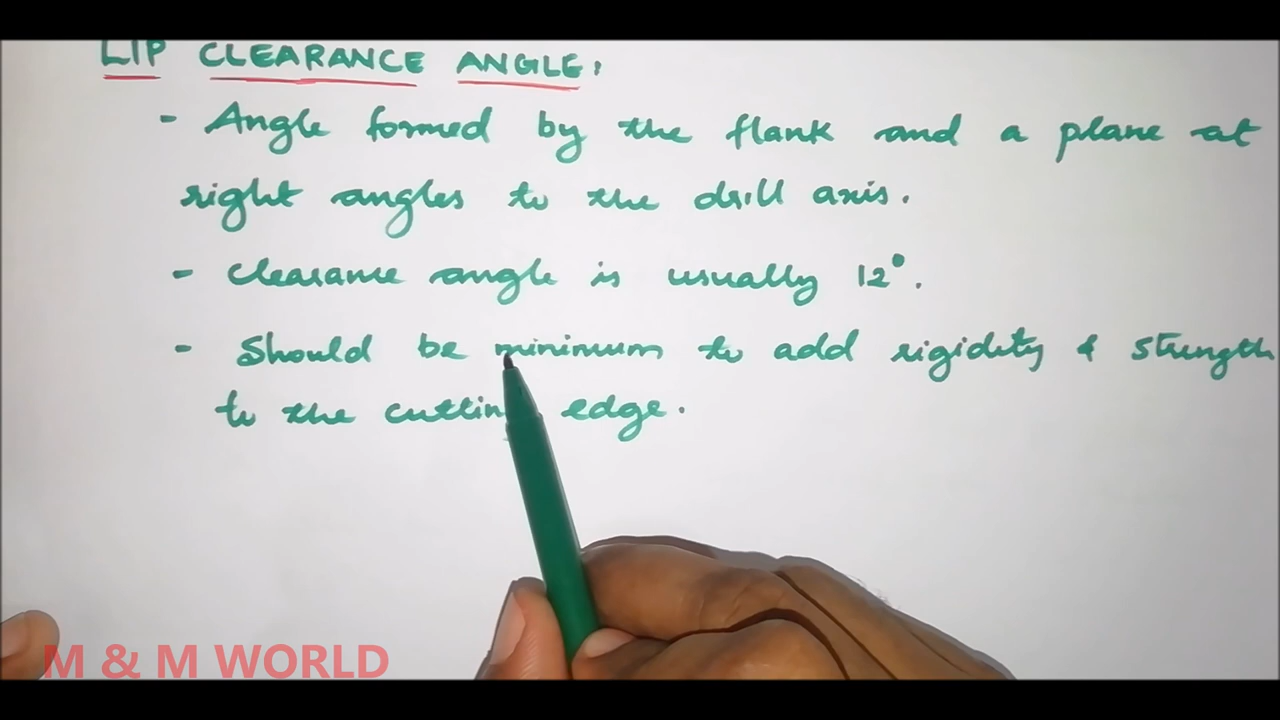 LIP CLEARANCE ANGLE:
- Angle formed by the flank and a plane at
right angles to the drill axis.
- Clearance angle is usually 12°.
- Should be minimum to add rigidity & strength
to the cutting edge.
M & M WORLD